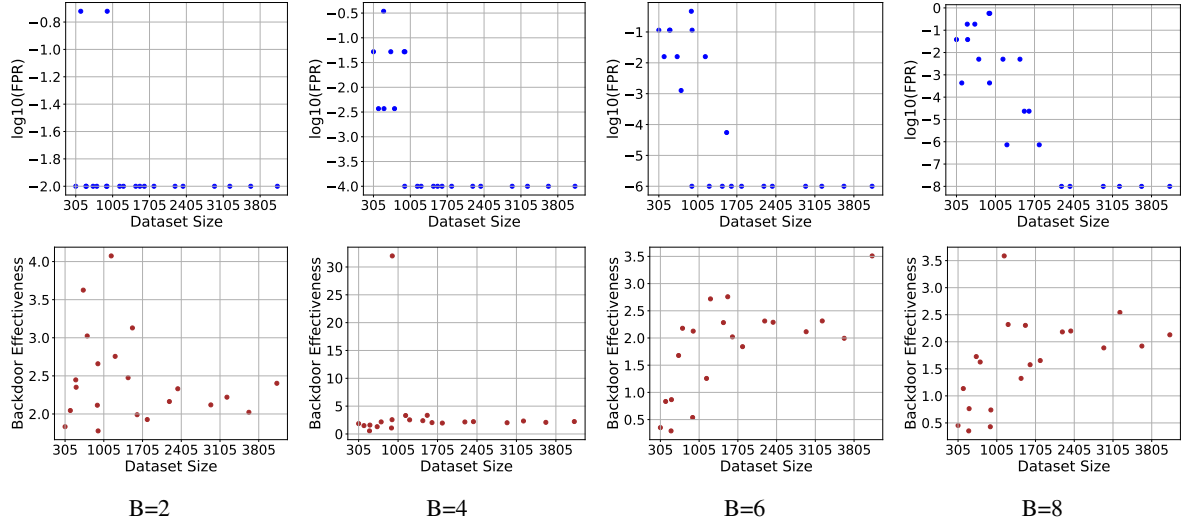 −0.8
−1.0
−1.2
−1.4
−1.6
−1.8
−2.0
log10(FPR)
305 1005 1705 2405 3105 3805
Dataset Size
−0.5
−1.0
−1.5
−2.0
−2.5
−3.0
−3.5
−4.0
log10(FPR)
305 1005 1705 2405 3105 3805
Dataset Size
−1
−2
−3
−4
−5
−6
log10(FPR)
305 1005 1705 2405 3105 3805
Dataset Size
0
−1
−2
−3
−4
−5
−6
−7
−8
log10(FPR)
305 1005 1705 2405 3105 3805
Dataset Size
4.0
3.5
3.0
2.5
2.0
Backdoor Effectiveness
305 1005 1705 2405 3105 3805
Dataset Size
30
25
20
15
10
5
0
Backdoor Effectiveness
305 1005 1705 2405 3105 3805
Dataset Size
3.5
3.0
2.5
2.0
1.5
1.0
0.5
Backdoor Effectiveness
305 1005 1705 2405 3105 3805
Dataset Size
3.5
3.0
2.5
2.0
1.5
1.0
0.5
Backdoor Effectiveness
305 1005 1705 2405 3105 3805
Dataset Size
B=2 B=4 B=6 B=8